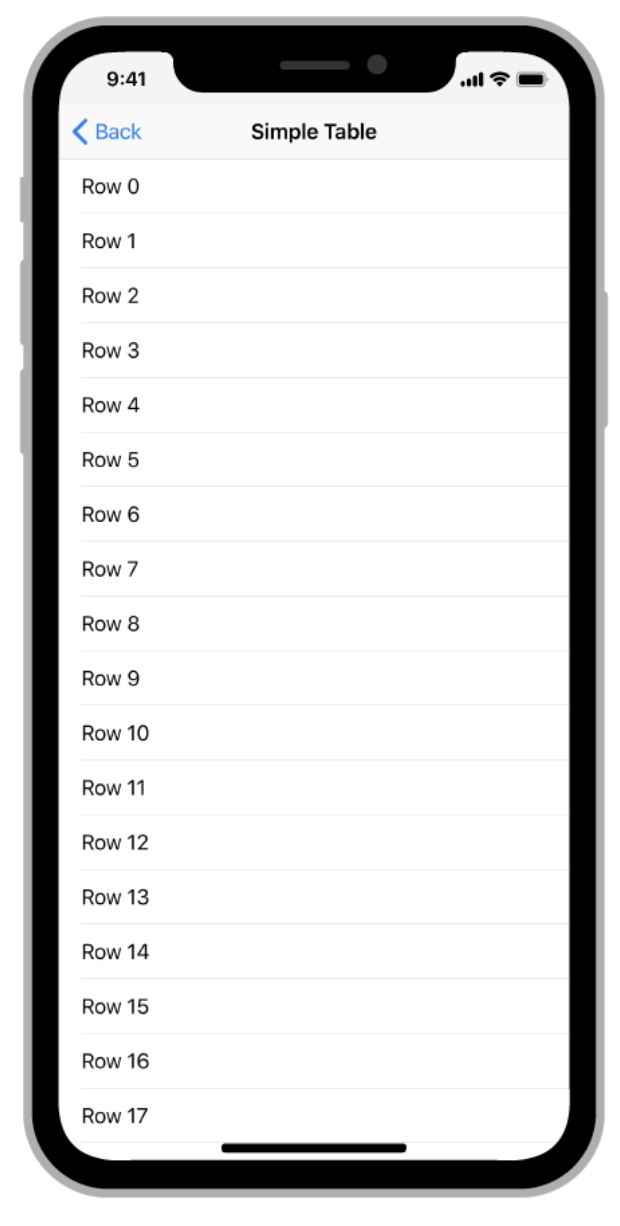 9:41
Back Simple Table
Row 0
Row 1
Row 2
Row 3
Row 4
Row 5
Row 6
Row 7
Row 8
Row 9
Row 10
Row 11
Row 12
Row 13
Row 14
Row 15
Row 16
Row 17